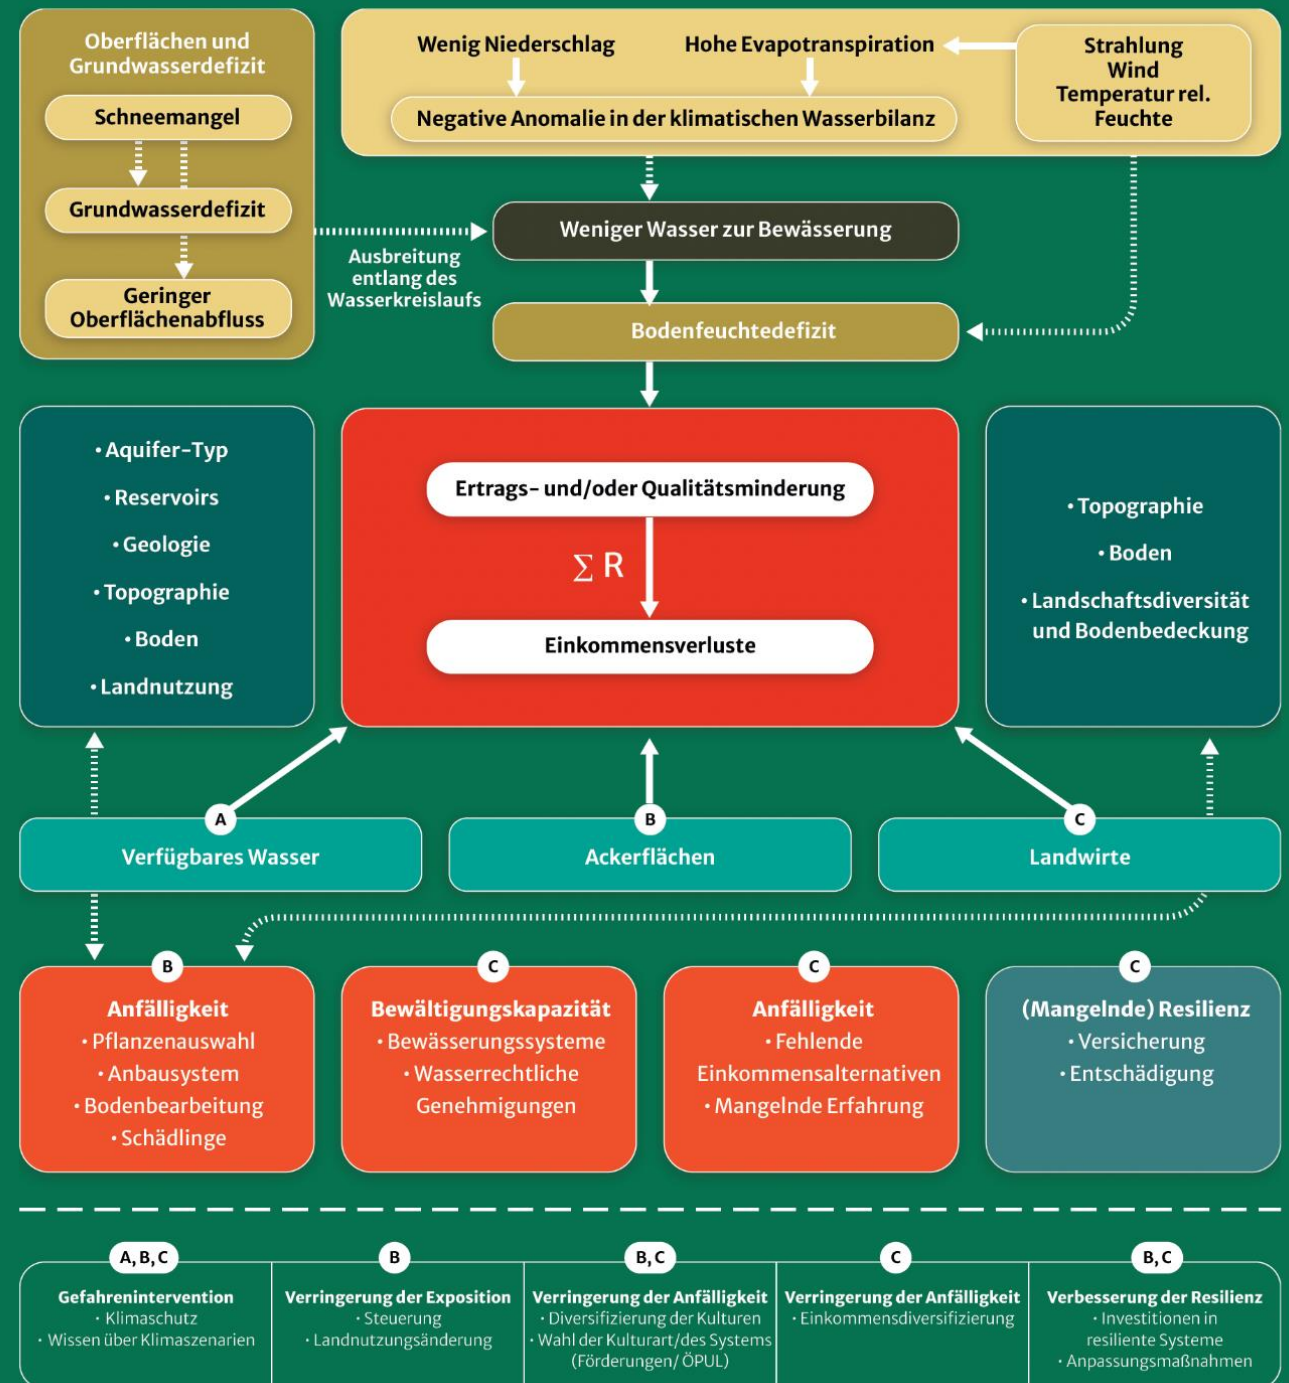 Oberflächen und
Grundwasserdefizit
Schneemangel
Grundwasserdefizit
Geringer
Oberflächenabfluss
Wenig Niederschlag
Hohe Evapotranspiration
Strahlung
Wind
Temperatur rel.
Feuchte
Negative Anomalie in der klimatischen Wasserbilanz
Ausbreitung
entlang des
Wasserkreislaufs
Weniger Wasser zur Bewässerung
Bodenfeuchtedefizit
• Aquifer-Typ
• Reservoirs
• Geologie
• Topographie
• Boden
• Landnutzung
Ertrags- und/oder Qualitätsminderung
∑ R
Einkommensverluste
• Topographie
• Boden
• Landschaftsdiversität
und Bodenbedeckung
A
Verfügbares Wasser
B
Ackerflächen
C
Landwirte
B
Anfälligkeit
• Pflanzenauswahl
• Anbausystem
• Bodenbearbeitung
• Schädlinge
C
Bewältigungskapazität
• Bewässerungssysteme
• Wasserrechtliche
Genehmigungen
C
Anfälligkeit
• Fehlende
Einkommensalternativen
• Mangelnde Erfahrung
C
(Mangelnde) Resilienz
• Versicherung
• Entschädigung
A, B, C
Gefahrenintervention
• Klimaschutz
• Wissen über Klimaszenarien
B
Verringerung der Exposition
• Steuerung
• Landnutzungsänderung
B, C
Verringerung der Anfälligkeit
• Diversifizierung der Kulturen
• Wahl der Kulturart/des Systems
(Förderungen/ ÖPUL)
C
Verringerung der Anfälligkeit
• Einkommensdiversifizierung
B, C
Verbesserung der Resilienz
• Investitionen in
resiliente Systeme
• Anpassungsmaßnahmen